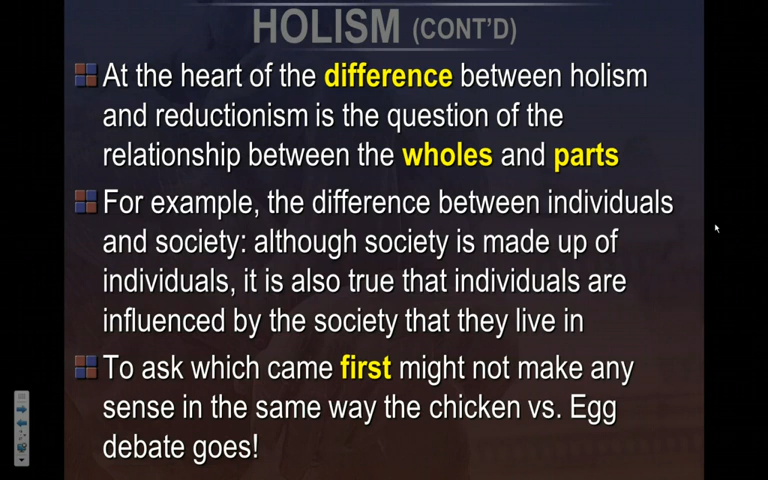 HOLISM (CONT'D)
At the heart of the difference between holism
and reductionism is the question of the
relationship between the wholes and parts
For example, the difference between individuals
and society: although society is made up of
individuals, it is also true that individuals are
influenced by the society that they live in
To ask which came first might not make any
sense in the same way the chicken vs. Egg
debate goes!